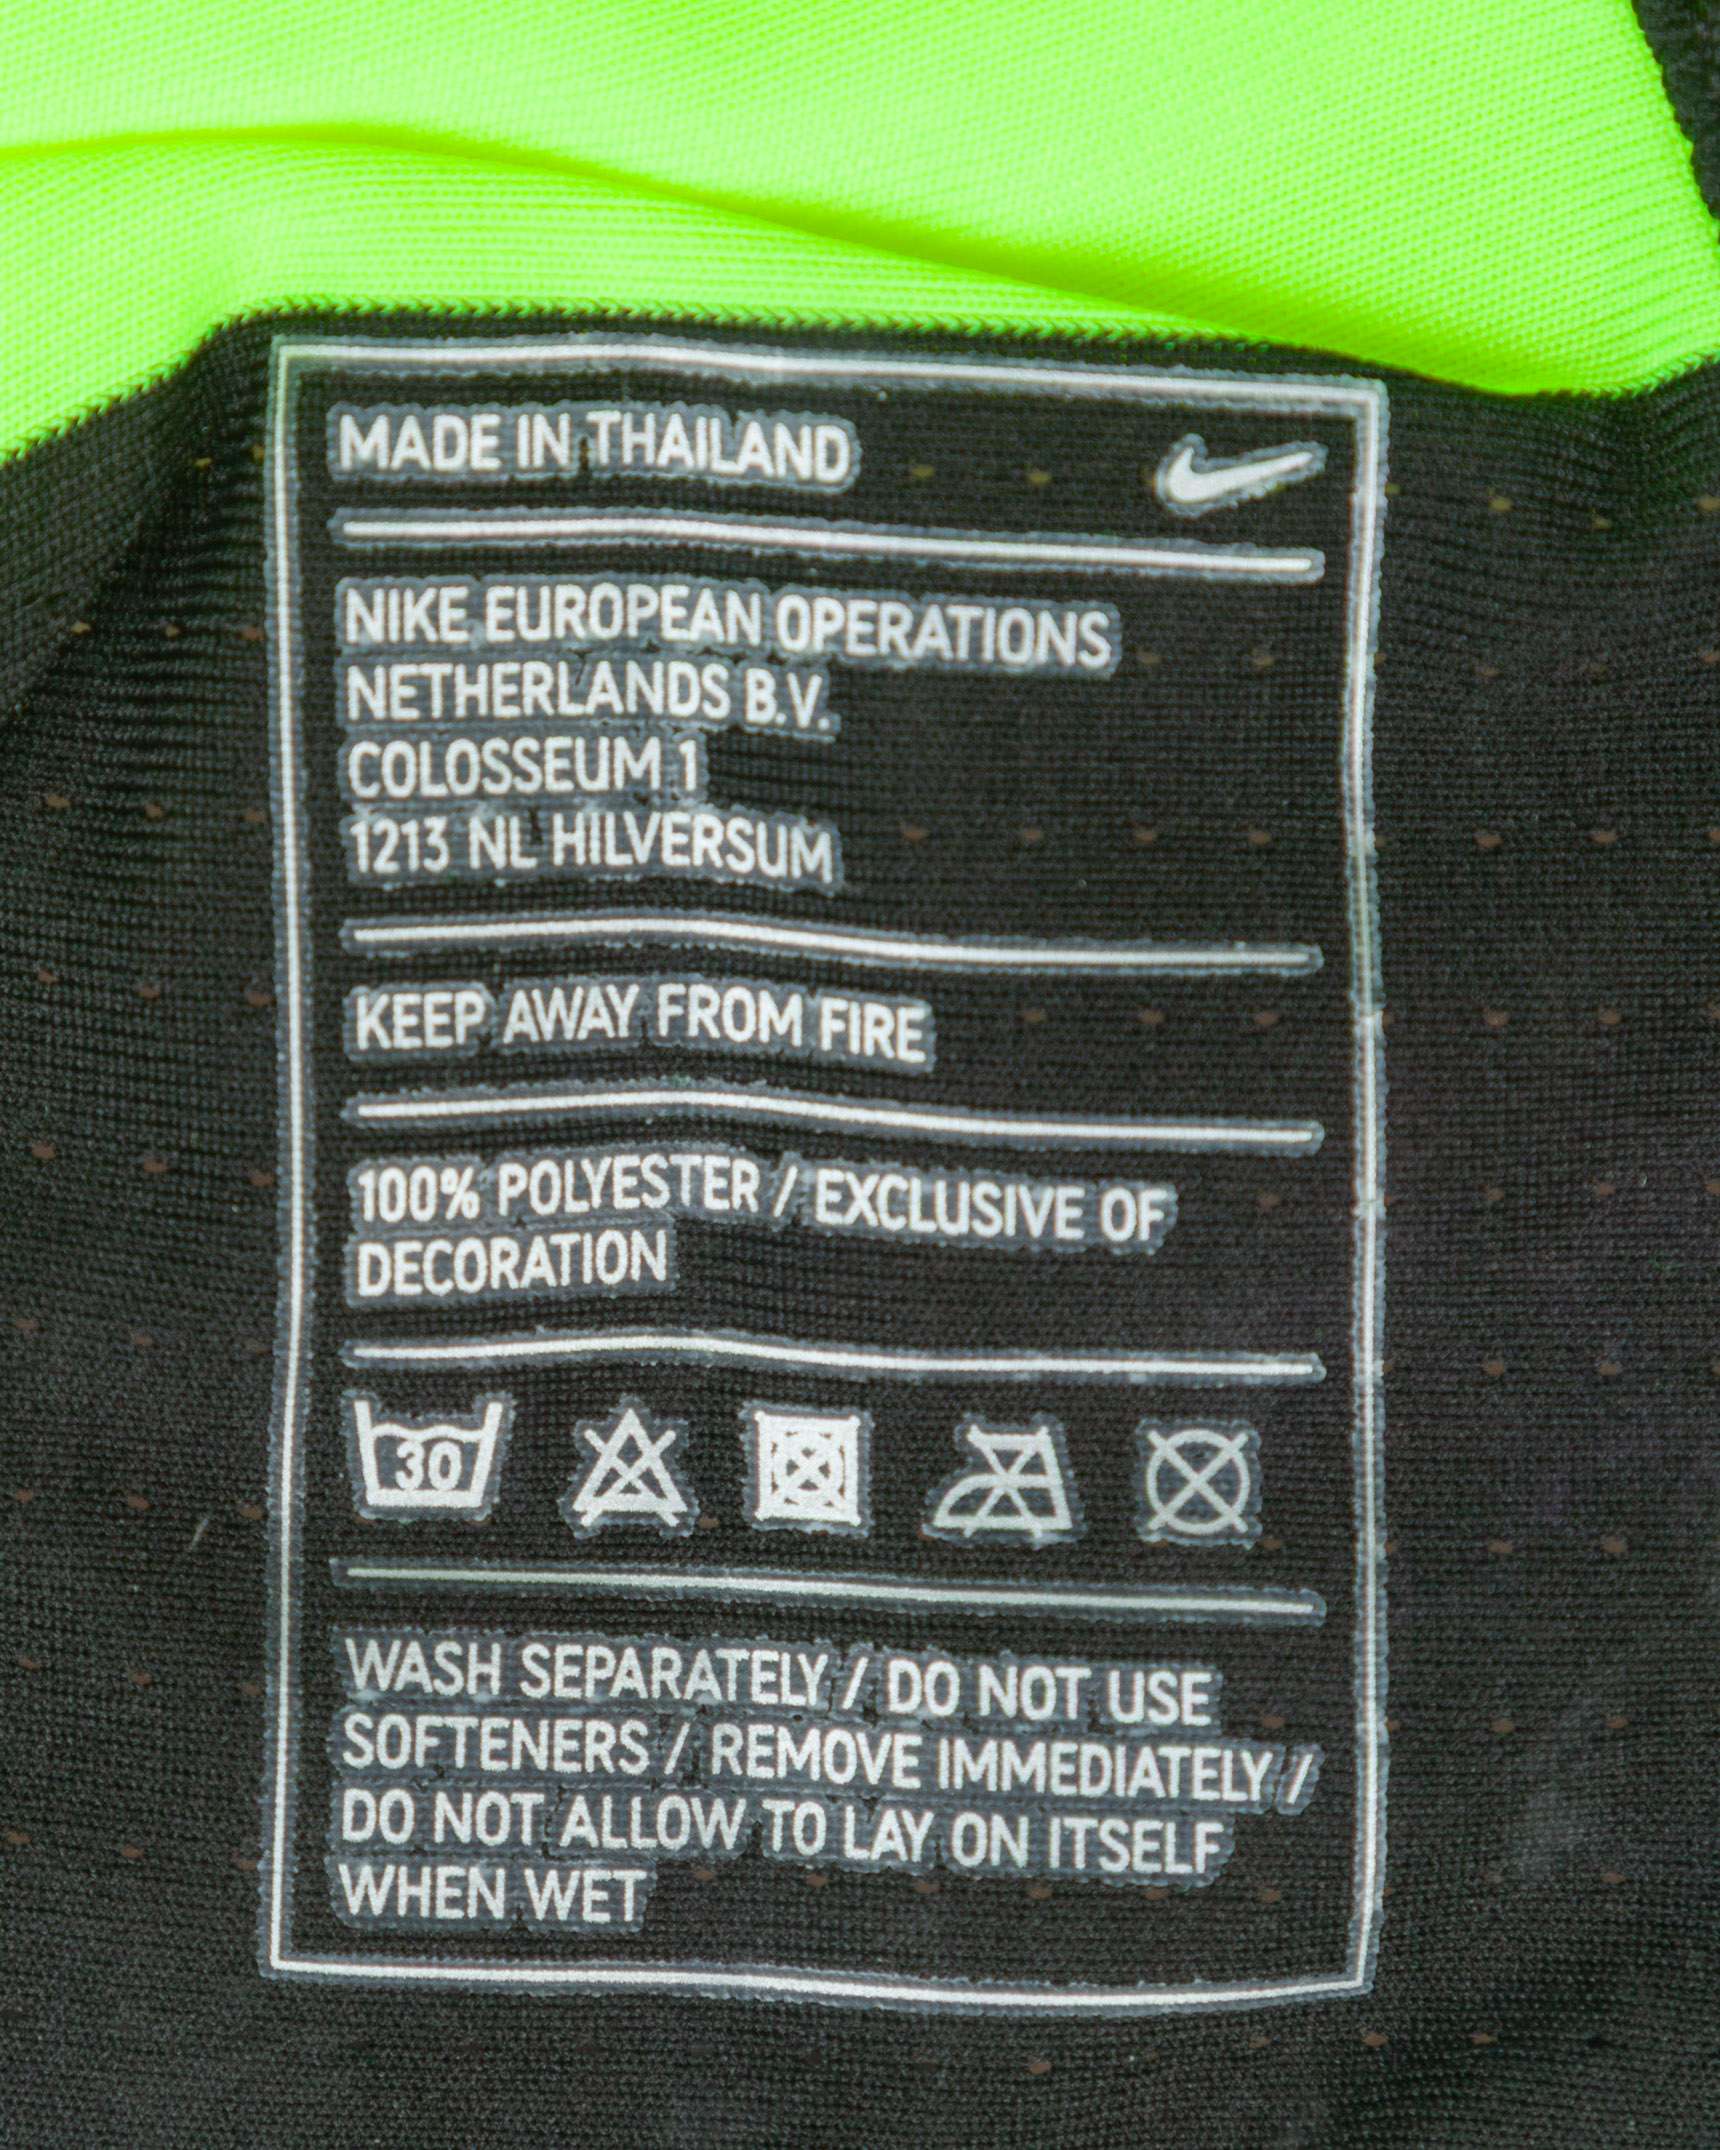 MADE IN THAILAND
NIKE EUROPEAN OPERATIONS
NETHERLANDS B.V.
COLOSSEUM 1
1213 NL HILVERSUM
KEEP AWAY FROM FIRE
100% POLYESTER / EXCLUSIVE OF
DECORATION
30
WASH SEPARATELY / DO NOT USE
SOFTENERS / REMOVE IMMEDIATELY /
DO NOT ALLOW TO LAY ON ITSELF
WHEN WET